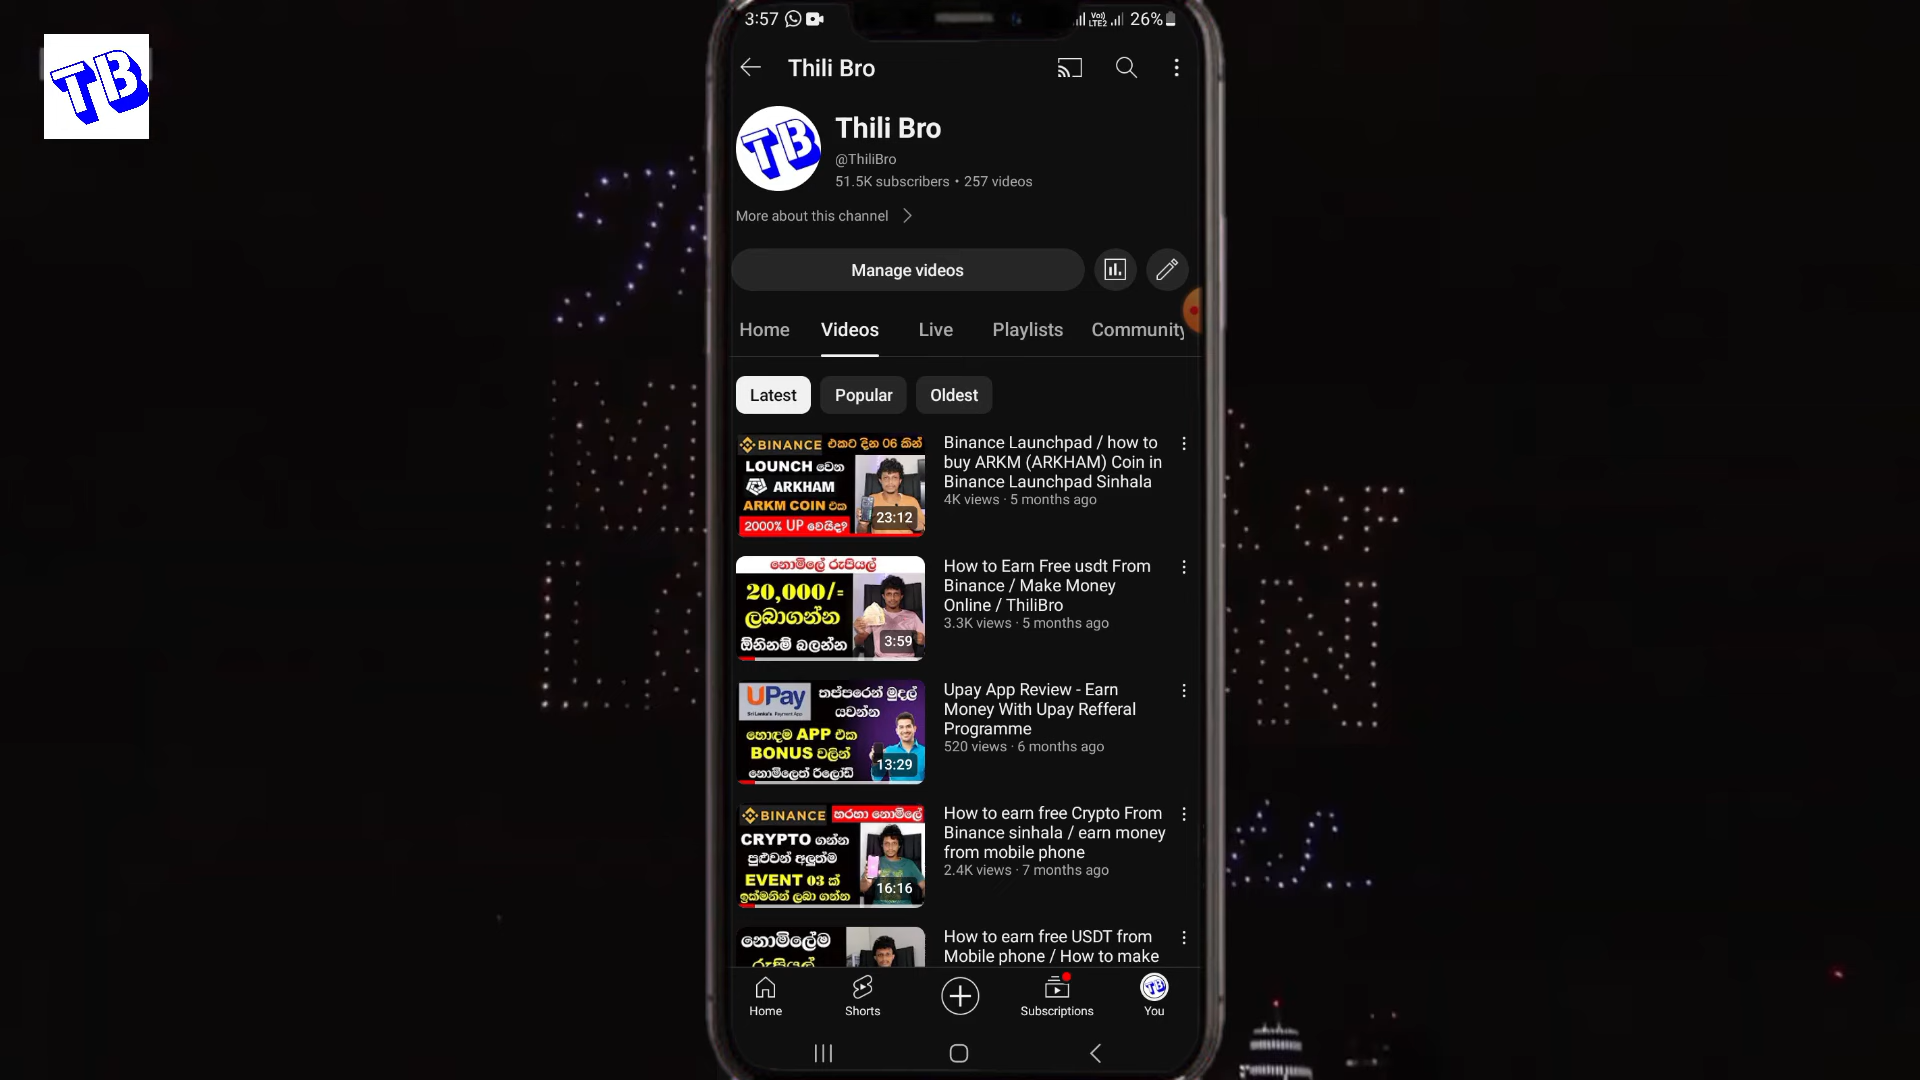 TB
3:57 26%
Thili Bro
TB
Thili Bro
@ThiliBro
51.5K subscribers • 257 videos
More about this channel
Manage videos
Home Videos Live Playlists Community
Latest Popular Oldest
BINANCE එකට දින 06 කින්
LOUNCH වෙන
ARKHAM
ARKM COIN එක
2000% UP වෙයිද?
23:12
Binance Launchpad / how to
buy ARKM (ARKHAM) Coin in
Binance Launchpad Sinhala
4K views · 5 months ago
නොමිලේ රුපියල්
20,000/=
ලබාගන්න
ඕනිනම් බලන්න
3:59
How to Earn Free usdt From
Binance / Make Money
Online / ThiliBro
3.3K views · 5 months ago
UPay තප්පරෙන් මුදල්
Sri Lanka's Payment App යවන්න
හොඳම APP එක
BONUS වලින්
නොමිලෙත් රීලෝඩ්
13:29
Upay App Review - Earn
Money With Upay Refferal
Programme
520 views · 6 months ago
BINANCE හරහා නොමිලේ
CRYPTO ගන්න
පුළුවන් අලුත්ම
EVENT 03 ක්
ඉක්මනින් ලබා ගන්න
16:16
How to earn free Crypto From
Binance sinhala / earn money
from mobile phone
2.4K views · 7 months ago
නොමිලේම
රුපියල්
How to earn free USDT from
Mobile phone / How to make
Home Shorts Subscriptions You